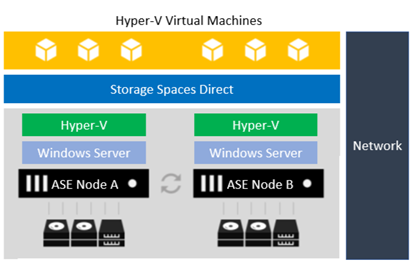 Hyper-V Virtual Machines
Storage Spaces Direct
Network
Hyper-V
Hyper-V
Windows Server
Windows Server
ASE Node A
ASE Node B